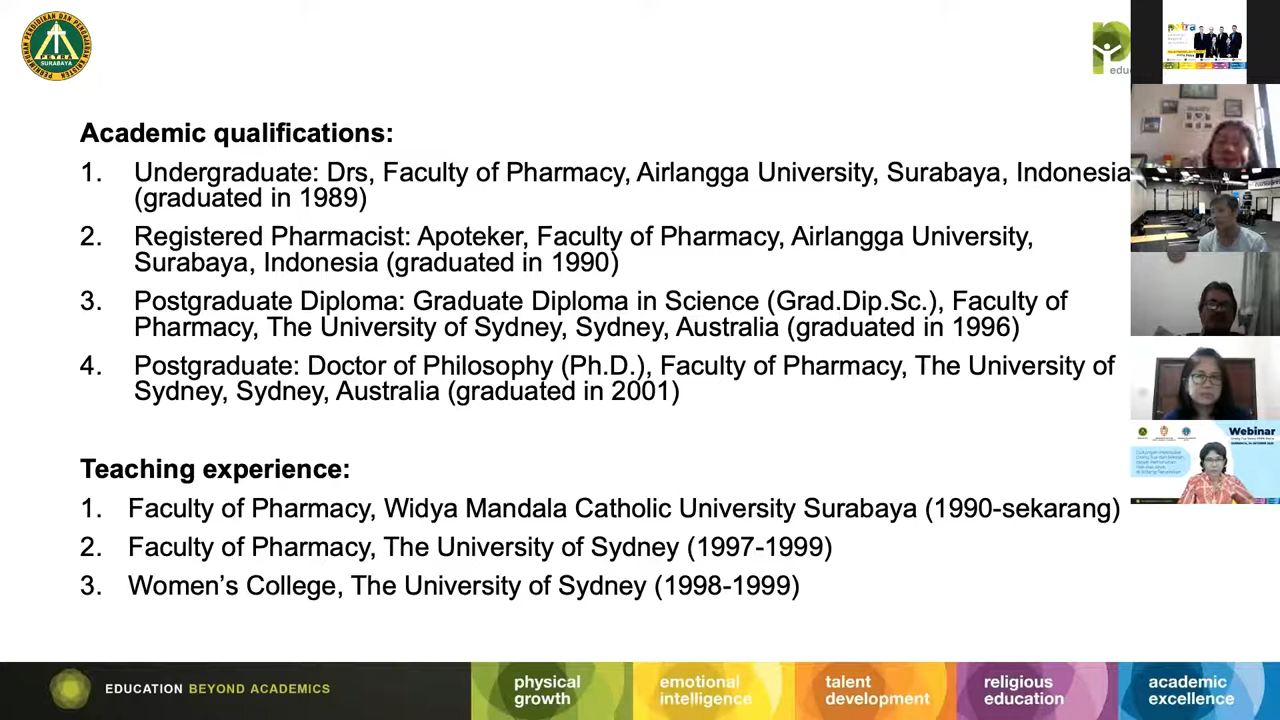 PETRA
SURABAYA
educ
Academic qualifications:
1. Undergraduate: Drs, Faculty of Pharmacy, Airlangga University, Surabaya, Indonesia
(graduated in 1989)
2. Registered Pharmacist: Apoteker, Faculty of Pharmacy, Airlangga University,
Surabaya, Indonesia (graduated in 1990)
3. Postgraduate Diploma: Graduate Diploma in Science (Grad.Dip.Sc.), Faculty of
Pharmacy, The University of Sydney, Sydney, Australia (graduated in 1996)
4. Postgraduate: Doctor of Philosophy (Ph.D.), Faculty of Pharmacy, The University of
Sydney, Sydney, Australia (graduated in 2001)
Teaching experience:
1. Faculty of Pharmacy, Widya Mandala Catholic University Surabaya (1990-sekarang)
2. Faculty of Pharmacy, The University of Sydney (1997-1999)
3. Women’s College, The University of Sydney (1998-1999)
Webinar
EDUCATION BEYOND ACADEMICS
physical
growth
emotional
intelligence
talent
development
religious
education
academic
excellence